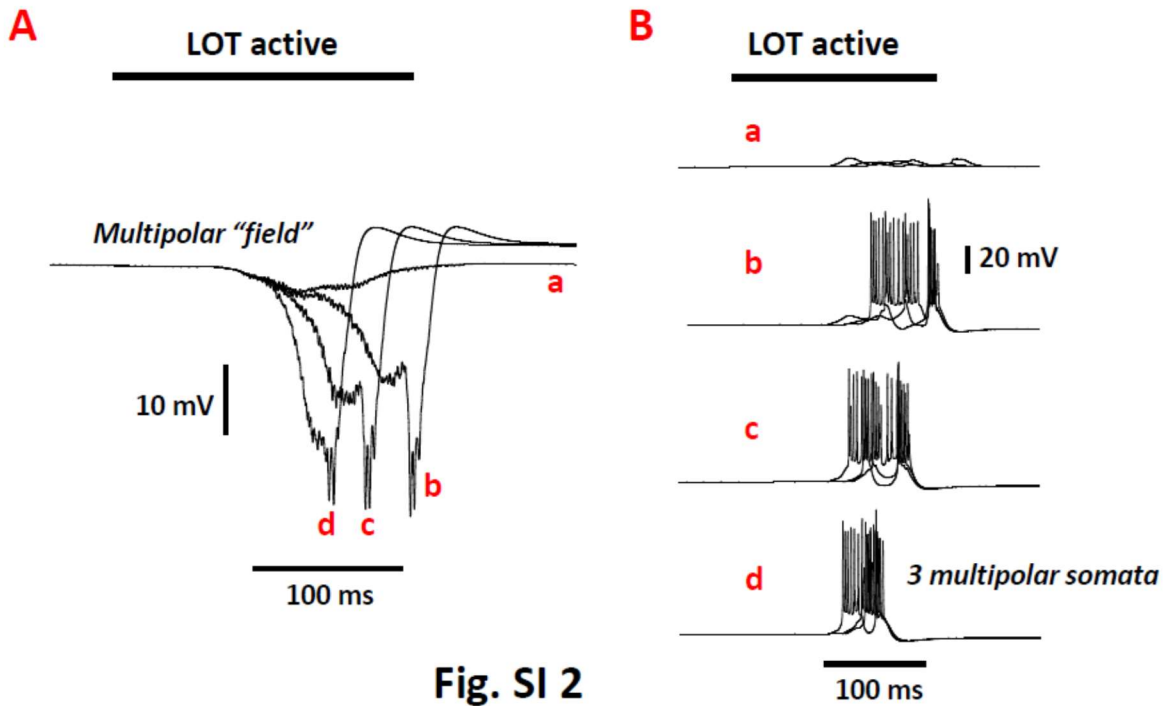 A
LOT active
Multipolar “field”
a
10 mV
b
d
c
100 ms
B
LOT active
a
b
20 mV
c
d
3 multipolar somata
100 ms
Fig. SI 2